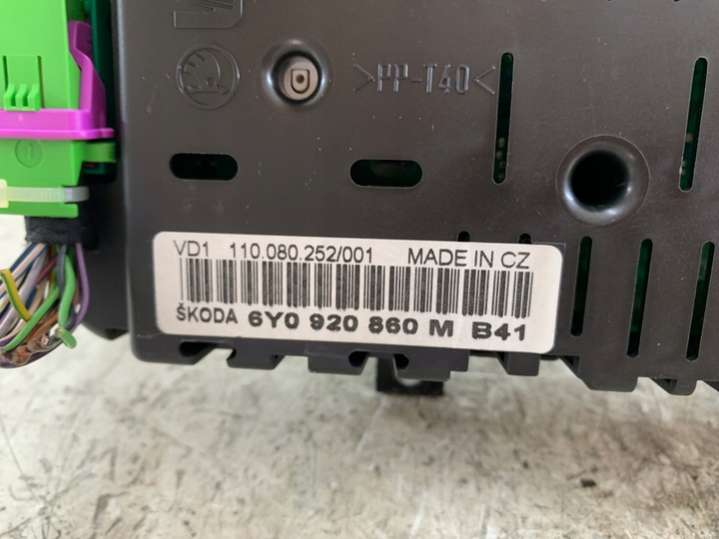 >PP-T40<
VD1 110.080.252/001 MADE IN CZ
ŠKODA 6Y0 920 860 M B41